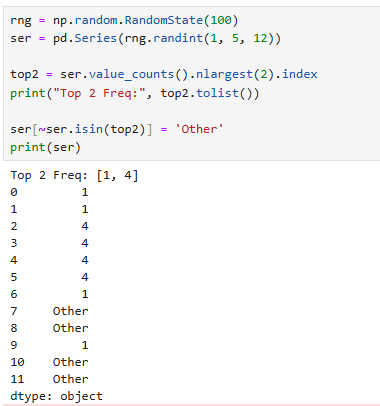 rng = np.random.RandomState(100)
ser = pd.Series(rng.randint(1, 5, 12))
top2 = ser.value_counts().nlargest(2).index
print("Top 2 Freq:", top2.tolist())
ser[~ser.isin(top2)] = 'Other'
print(ser)
Top 2 Freq: [1, 4]
0 1
1 1
2 4
3 4
4 4
5 4
6 1
7 Other
8 Other
9 1
10 Other
11 Other
dtype: object